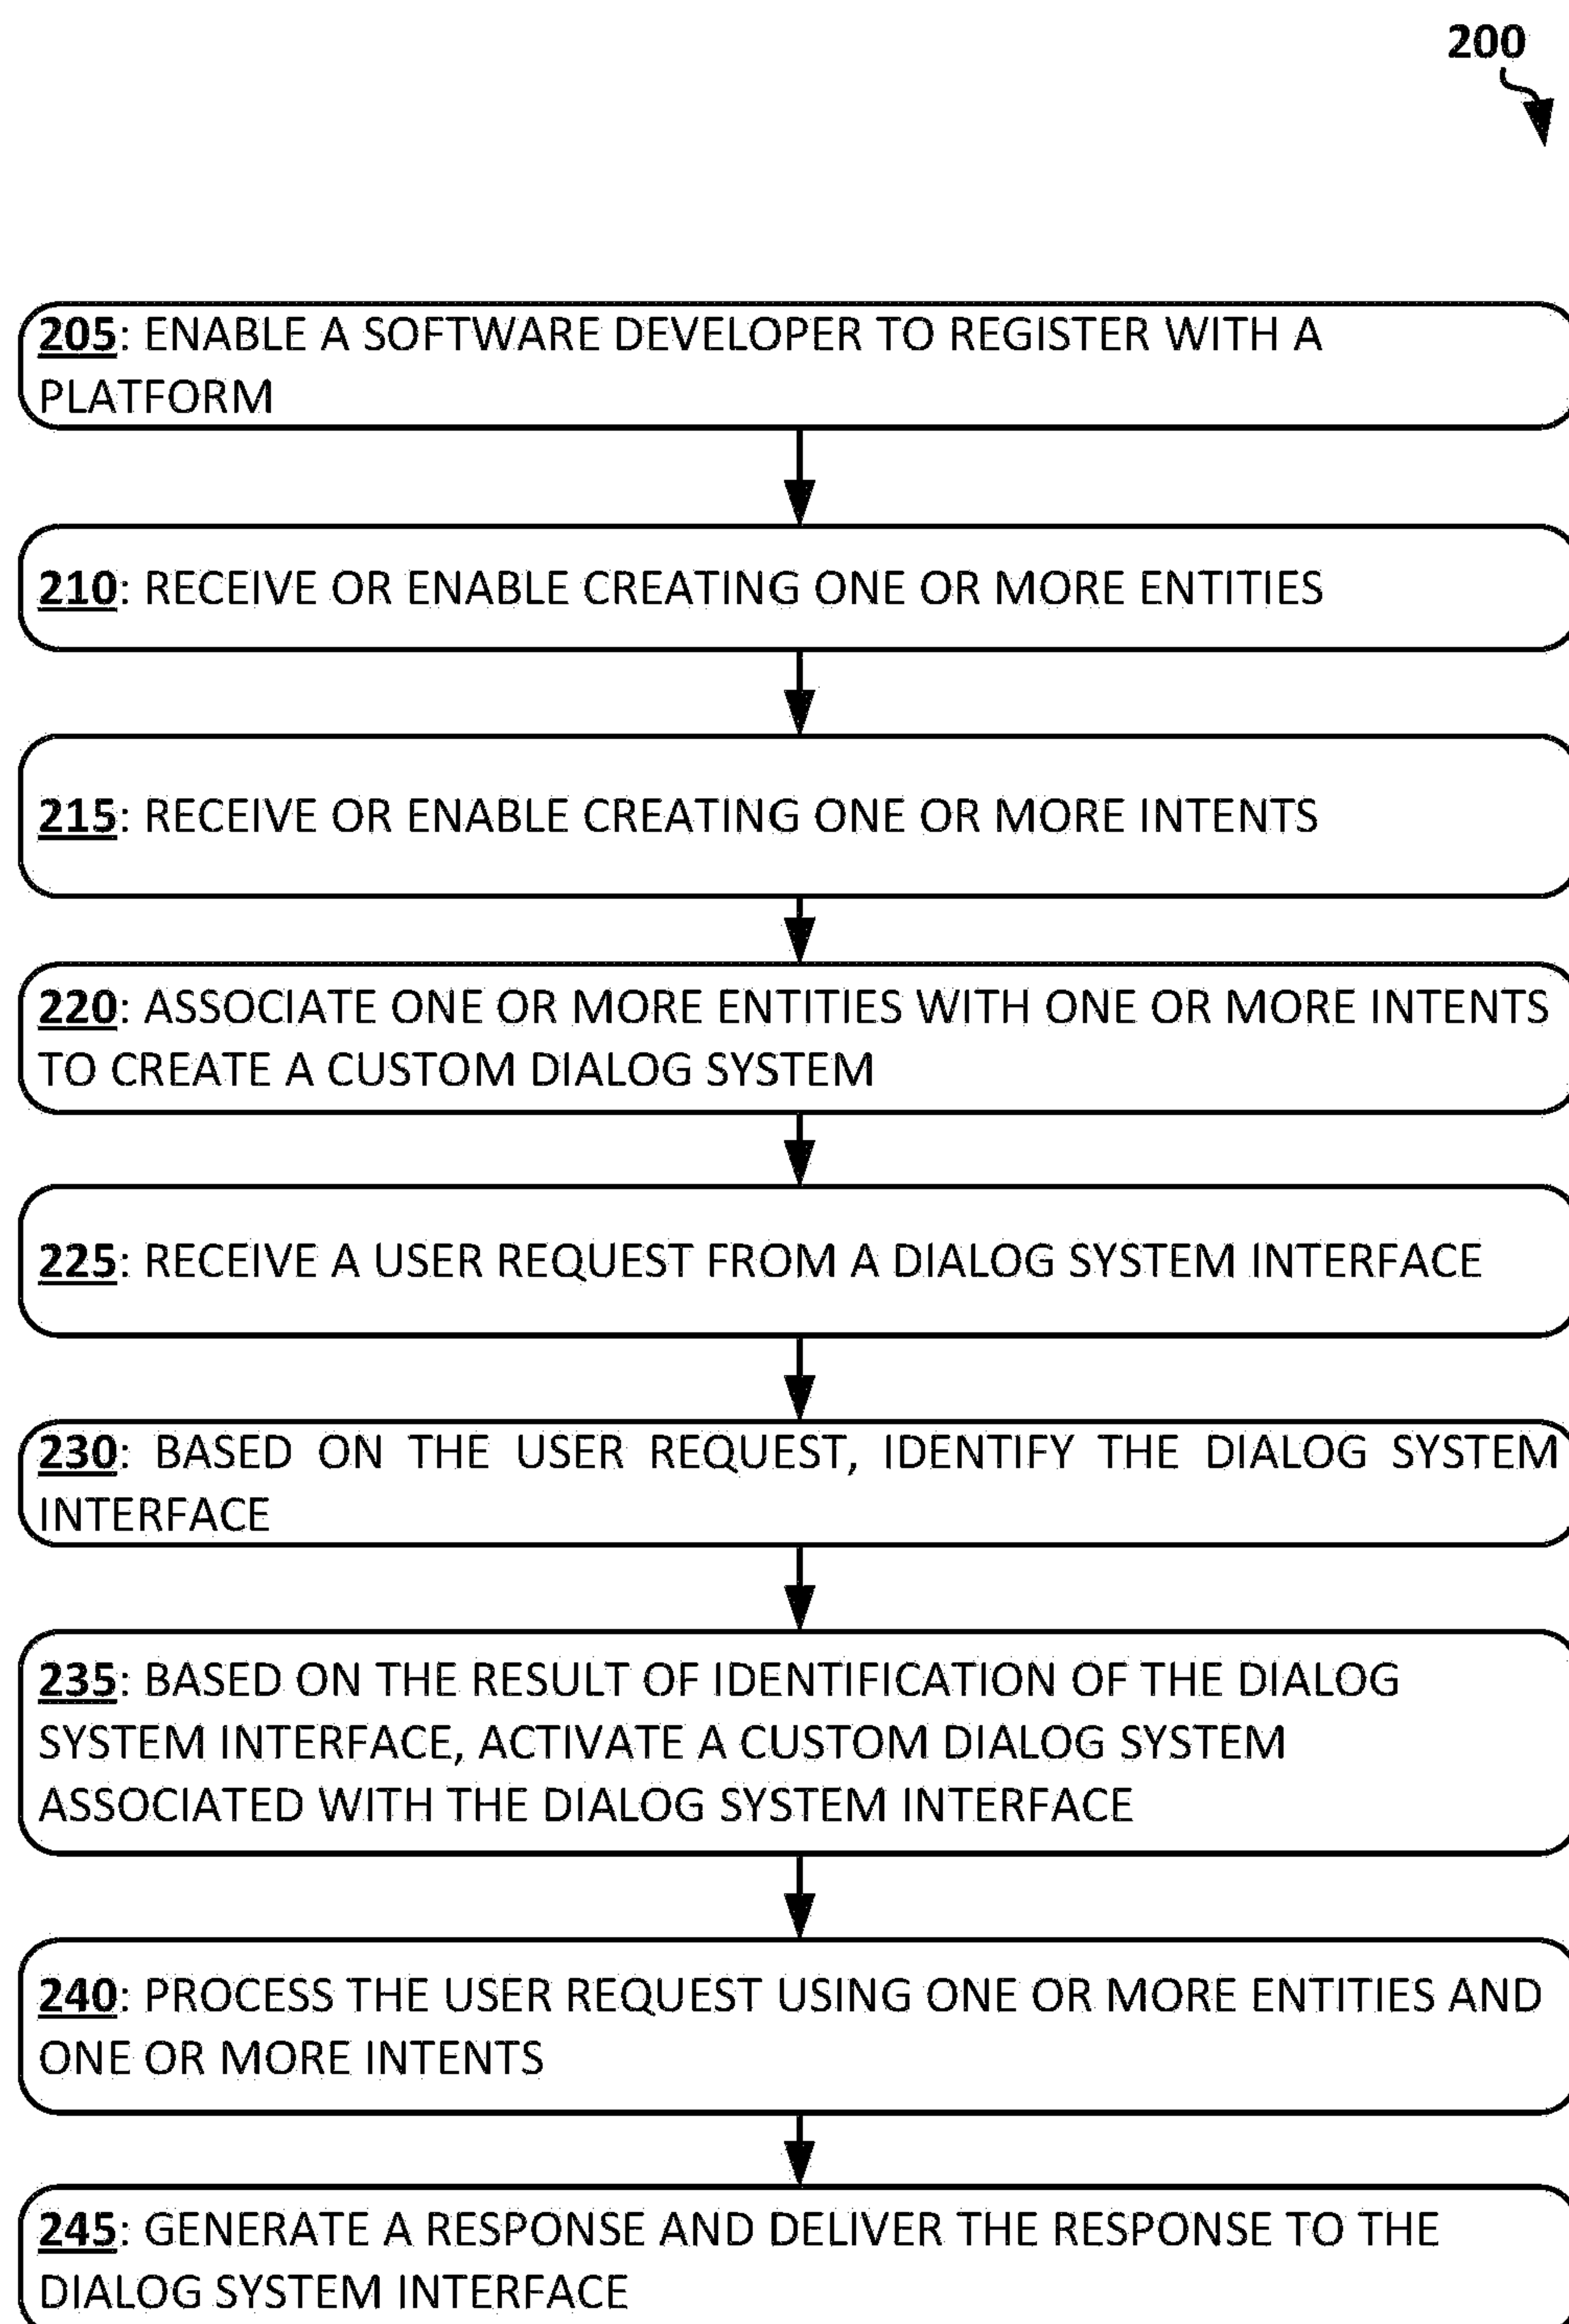 200
205: ENABLE A SOFTWARE DEVELOPER TO REGISTER WITH A
PLATFORM
210: RECEIVE OR ENABLE CREATING ONE OR MORE ENTITIES
215: RECEIVE OR ENABLE CREATING ONE OR MORE INTENTS
220: ASSOCIATE ONE OR MORE ENTITIES WITH ONE OR MORE INTENTS
TO CREATE A CUSTOM DIALOG SYSTEM
225: RECEIVE A USER REQUEST FROM A DIALOG SYSTEM INTERFACE
230: BASED ON THE USER REQUEST, IDENTIFY THE DIALOG SYSTEM
INTERFACE
235: BASED ON THE RESULT OF IDENTIFICATION OF THE DIALOG
SYSTEM INTERFACE, ACTIVATE A CUSTOM DIALOG SYSTEM
ASSOCIATED WITH THE DIALOG SYSTEM INTERFACE
240: PROCESS THE USER REQUEST USING ONE OR MORE ENTITIES AND
ONE OR MORE INTENTS
245: GENERATE A RESPONSE AND DELIVER THE RESPONSE TO THE
DIALOG SYSTEM INTERFACE